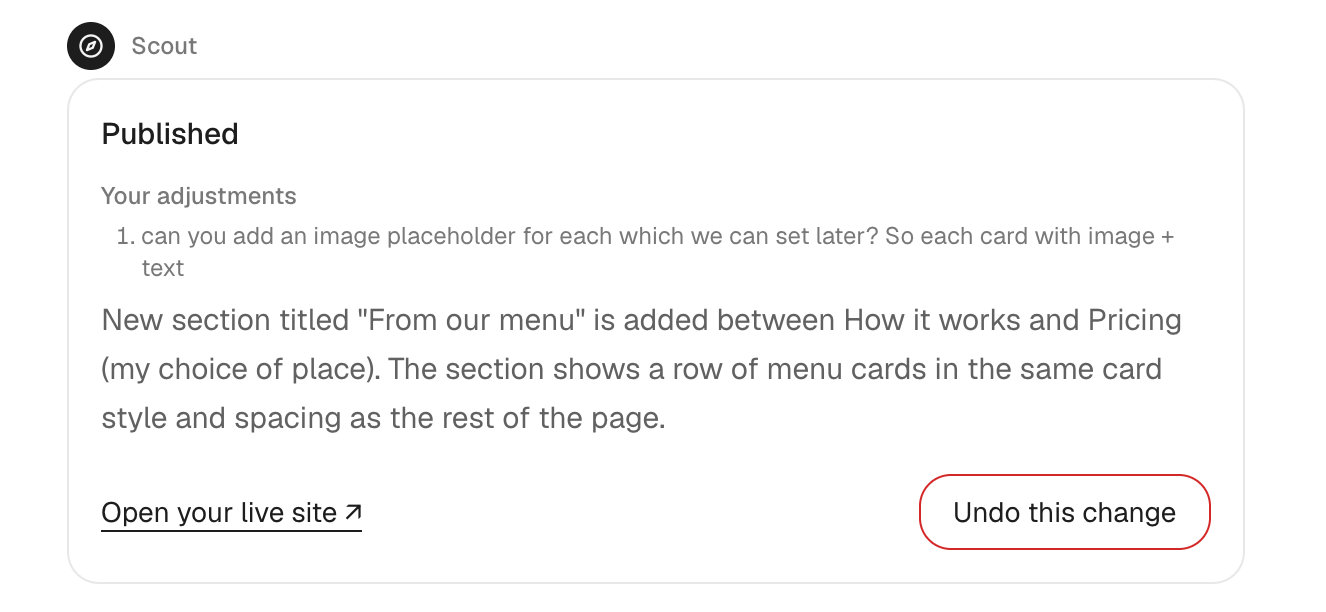 Scout
Published
Your adjustments
1. can you add an image placeholder for each which we can set later? So each card with image +
text
New section titled "From our menu" is added between How it works and Pricing
(my choice of place). The section shows a row of menu cards in the same card
style and spacing as the rest of the page.
Open your live site ↗
Undo this change